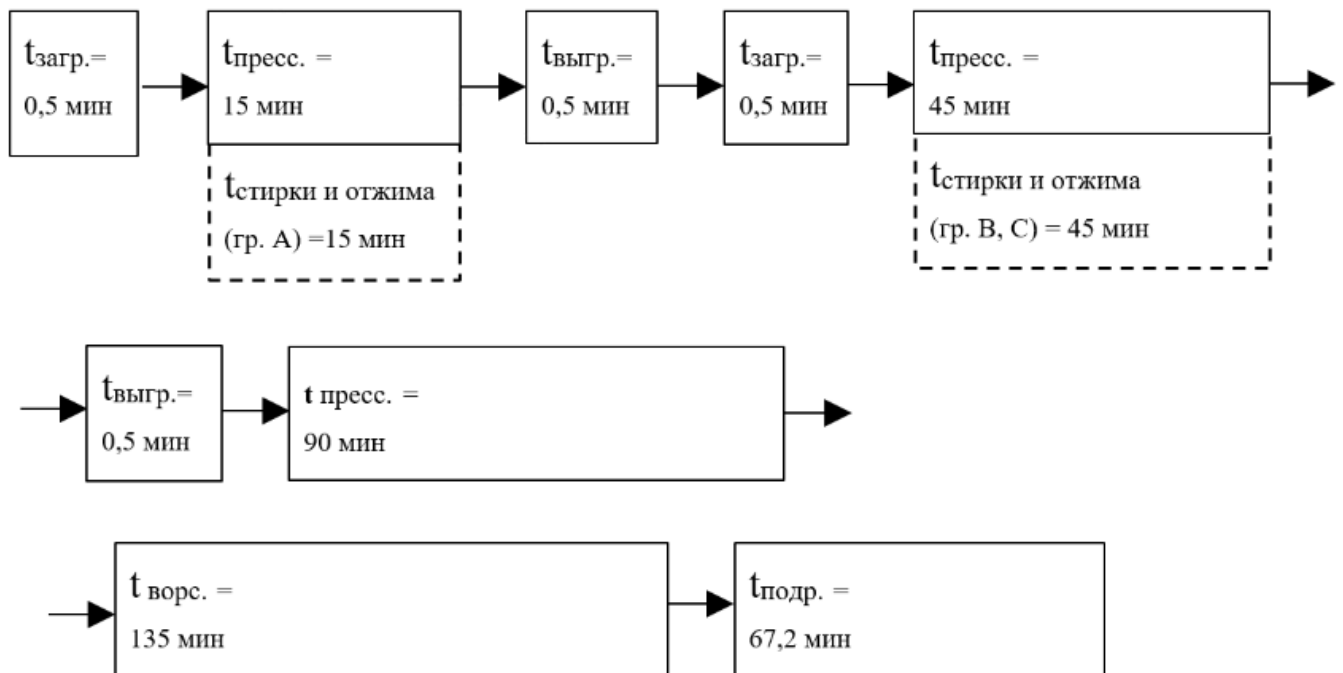 tзагр.=
0,5 мин
tпресс. =
15 мин
tстирки и отжима
(гр. А) =15 мин
tвыгр.=
0,5 мин
tзагр.=
0,5 мин
tпресс. =
45 мин
tстирки и отжима
(гр. В, С) = 45 мин
tвыгр.=
0,5 мин
t пресс. =
90 мин
t ворс. =
135 мин
tподр. =
67,2 мин